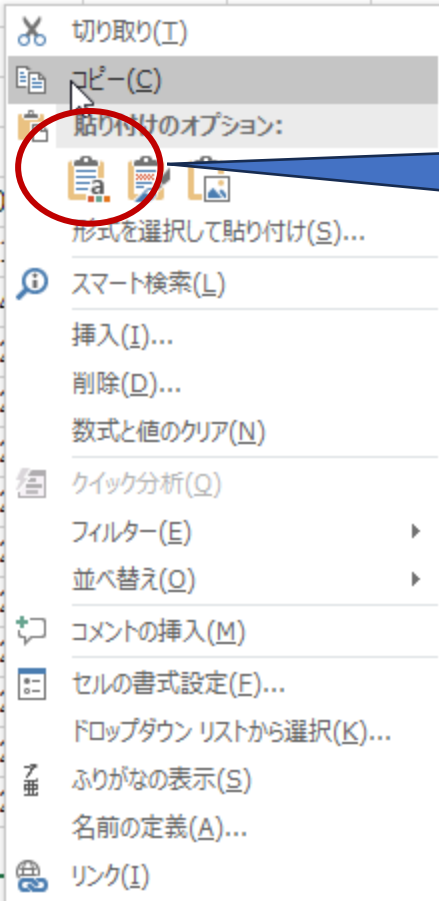 切り取り(T)
コピー(C)
貼り付けのオプション:
形式を選択して貼り付け(S)...
スマート検索(L)
挿入(I)...
削除(D)...
数式と値のクリア(N)
クイック分析(Q)
フィルター(E)
並べ替え(O)
コメントの挿入(M)
セルの書式設定(F)...
ドロップダウン リストから選択(K)...
ふりがなの表示(S)
名前の定義(A)...
リンク(I)